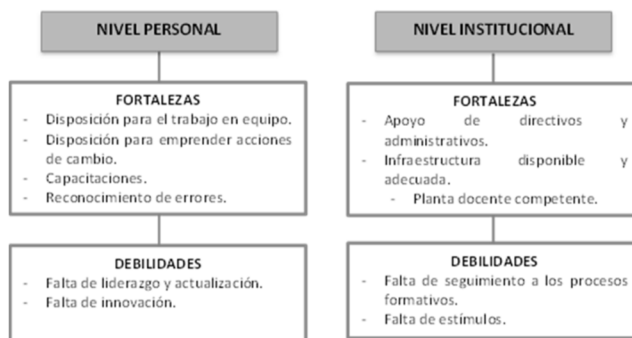 NIVEL PERSONAL
FORTALEZAS
- Disposición para el trabajo en equipo.
- Disposición para emprender acciones
de cambio.
- Capacitaciones.
- Reconocimiento de errores.
DEBILIDADES
- Falta de liderazgo y actualización.
- Falta de innovación.
NIVEL INSTITUCIONAL
FORTALEZAS
- Apoyo de directivos y
administrativos.
- Infraestructura disponible y
adecuada.
- Planta docente competente.
DEBILIDADES
- Falta de seguimiento a los procesos
formativos.
- Falta de estímulos.